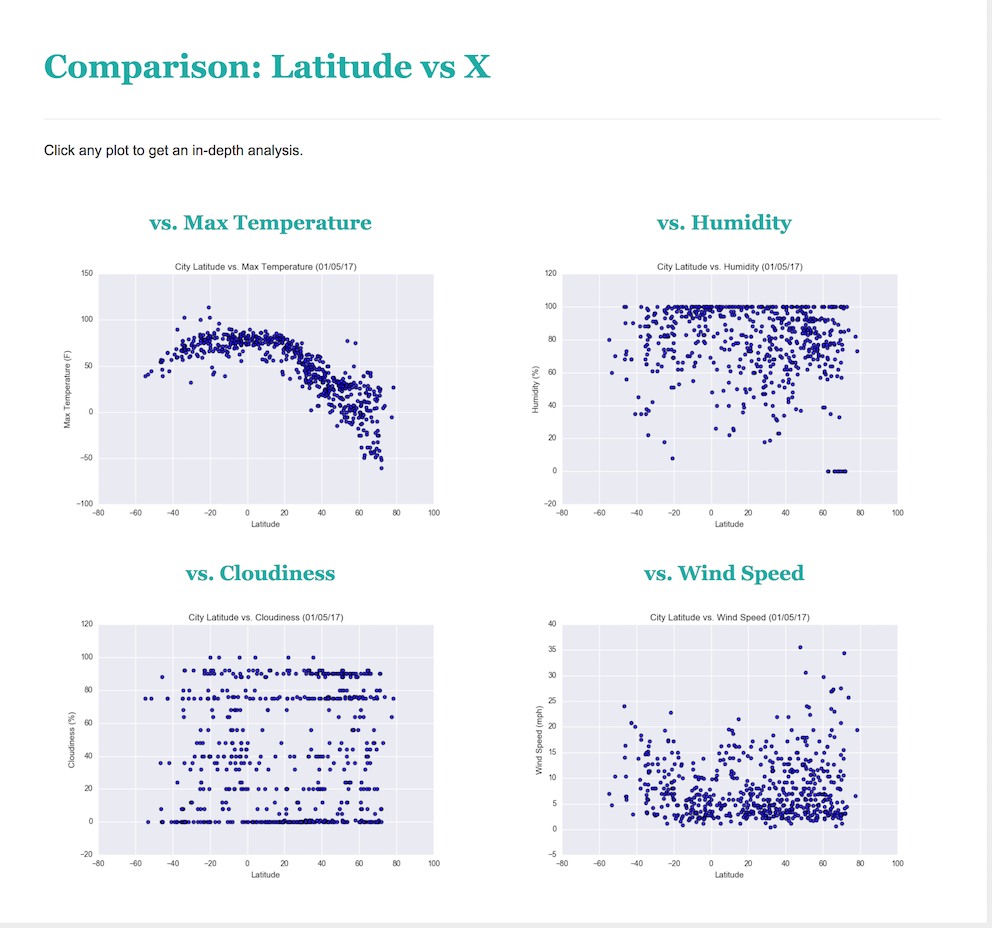 Comparison: Latitude vs X
Click any plot to get an in-depth analysis.
vs. Max Temperature
City Latitude vs. Max Temperature (01/05/17)
Max Temperature (F)
150
100
50
0
−50
−100
−80 −60 −40 −20 0 20 40 60 80 100
Latitude
vs. Humidity
City Latitude vs. Humidity (01/05/17)
Humidity (%)
120
100
80
60
40
20
0
−20
−80 −60 −40 −20 0 20 40 60 80 100
Latitude
vs. Cloudiness
City Latitude vs. Cloudiness (01/05/17)
Cloudiness (%)
120
100
80
60
40
20
0
−20
−80 −60 −40 −20 0 20 40 60 80 100
Latitude
vs. Wind Speed
City Latitude vs. Wind Speed (01/05/17)
Wind Speed (mph)
40
35
30
25
20
15
10
5
0
−5
−80 −60 −40 −20 0 20 40 60 80 100
Latitude